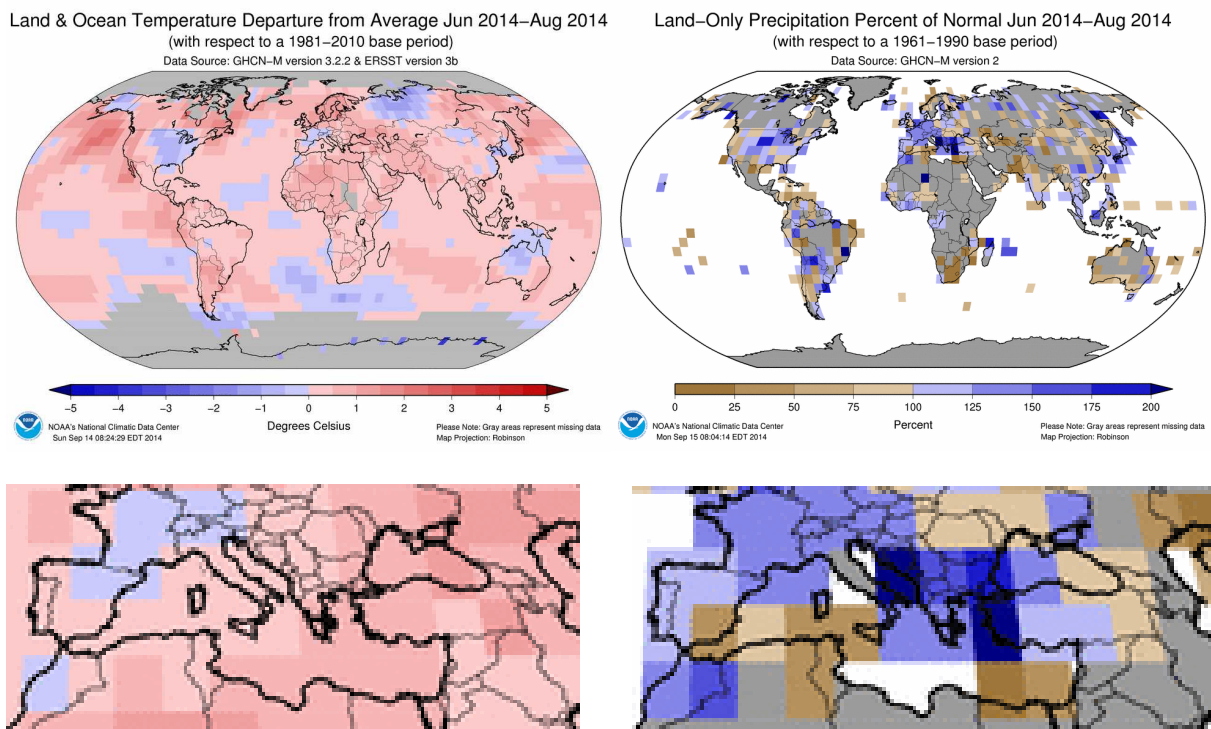 Land & Ocean Temperature Departure from Average Jun 2014–Aug 2014
(with respect to a 1981–2010 base period)
Data Source: GHCN–M version 3.2.2 & ERSST version 3b
–5 –4 –3 –2 –1 0 1 2 3 4 5
Degrees Celsius
NOAA's National Climatic Data Center
Sun Sep 14 08:24:29 EDT 2014
Please Note: Gray areas represent missing data
Map Projection: Robinson
Land–Only Precipitation Percent of Normal Jun 2014–Aug 2014
(with respect to a 1961–1990 base period)
Data Source: GHCN–M version 2
0 25 50 75 100 125 150 175 200
Percent
NOAA's National Climatic Data Center
Mon Sep 15 08:04:14 EDT 2014
Please Note: Gray areas represent missing data
Map Projection: Robinson